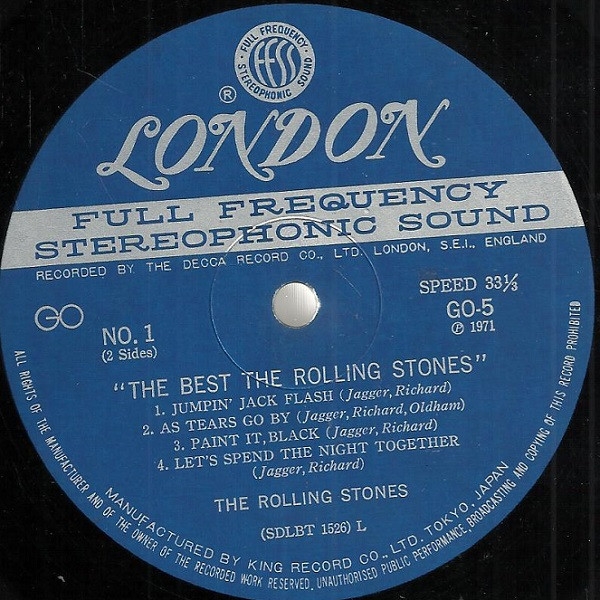 · FULL FREQUENCY ·
FFSS
STEREOPHONIC SOUND
®
LONDON
FULL FREQUENCY
STEREOPHONIC SOUND
RECORDED BY THE DECCA RECORD CO., LTD. LONDON, S.E.I., ENGLAND
SPEED 33⅓
GO
GO-5
℗ 1971
NO. 1
(2 Sides)
"THE BEST THE ROLLING STONES"
1. JUMPIN' JACK FLASH (Jagger, Richard)
2. AS TEARS GO BY (Jagger, Richard, Oldham)
3. PAINT IT, BLACK (Jagger, Richard)
4. LET'S SPEND THE NIGHT TOGETHER
(Jagger, Richard)
THE ROLLING STONES
(SDLBT 1526) L
MANUFACTURED BY KING RECORD CO., LTD. TOKYO, JAPAN
ALL RIGHTS OF THE MANUFACTURER AND OF THE OWNER OF THE RECORDED WORK RESERVED, UNAUTHORISED PUBLIC PERFORMANCE, BROADCASTING AND COPYING OF THIS RECORD PROHIBITED